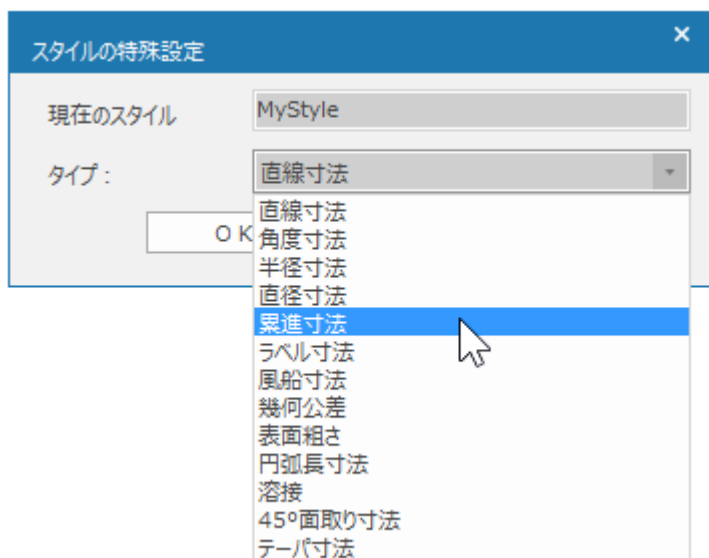 スタイルの特殊設定
現在のスタイル MyStyle
タイプ : 直線寸法
直線寸法
O K
角度寸法
半径寸法
直径寸法
累進寸法
ラベル寸法
風船寸法
幾何公差
表面粗さ
円弧長寸法
溶接
45º面取り寸法
テーパ寸法